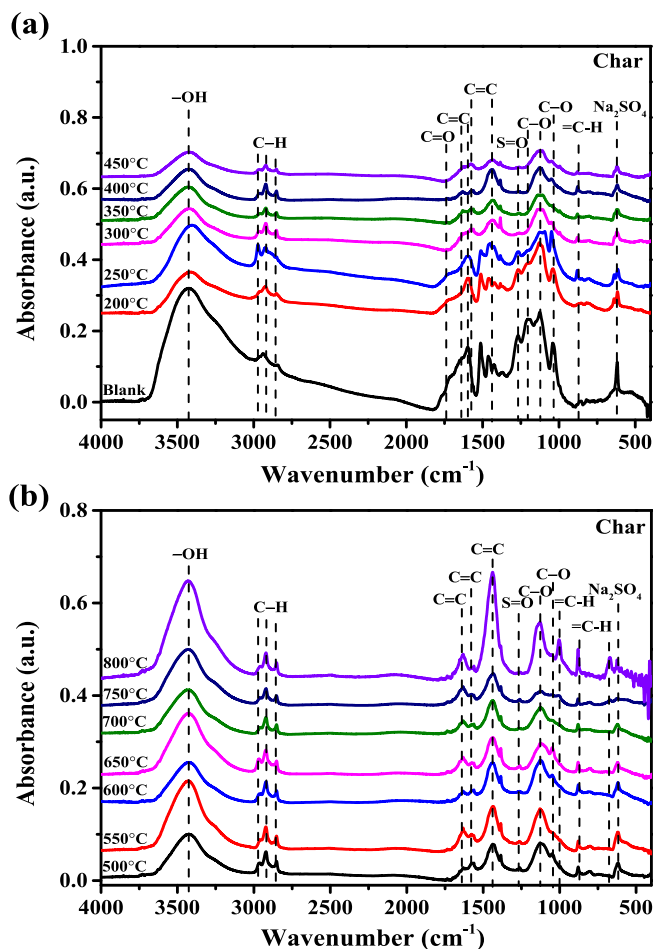 (a)
Char
−OH
C−H
C=O
C=C
C=C
S=O
C−O
C−O
=C-H
Na₂SO₄
450°C
400°C
350°C
300°C
250°C
200°C
Blank
1.0
0.8
0.6
0.4
0.2
0.0
Absorbance (a.u.)
4000 3500 3000 2500 2000 1500 1000 500
Wavenumber (cm⁻¹)
(b)
Char
−OH
C−H
C=C
C=C
C=C
S=O
C−O
C−O
=C-H
=C-H
Na₂SO₄
800°C
750°C
700°C
650°C
600°C
550°C
500°C
0.8
0.6
0.4
0.2
0.0
Absorbance (a.u.)
4000 3500 3000 2500 2000 1500 1000 500
Wavenumber (cm⁻¹)